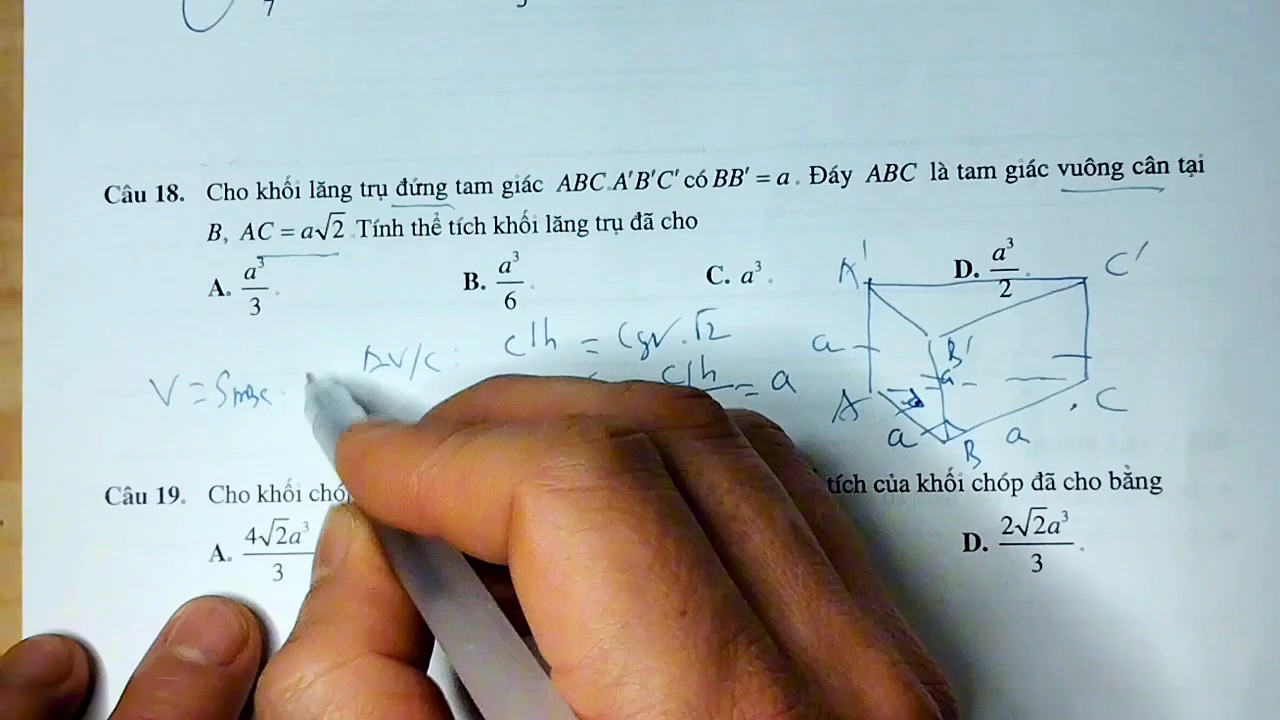 7
Câu 18. Cho khối lăng trụ đứng tam giác ABC.A'B'C' có BB' = a. Đáy ABC là tam giác vuông cân tại
B, AC = a√2. Tính thể tích khối lăng trụ đã cho
A. a³/3. B. a³/6. C. a³. D. a³/2.
A' C'
ΔV/C: c/h = cgv.√2
a B'
V = S c/h = a
a
A C
a B a
Câu 19. Cho khối chóp tích của khối chóp đã cho bằng
A. 4√2a³/3 D. 2√2a³/3.